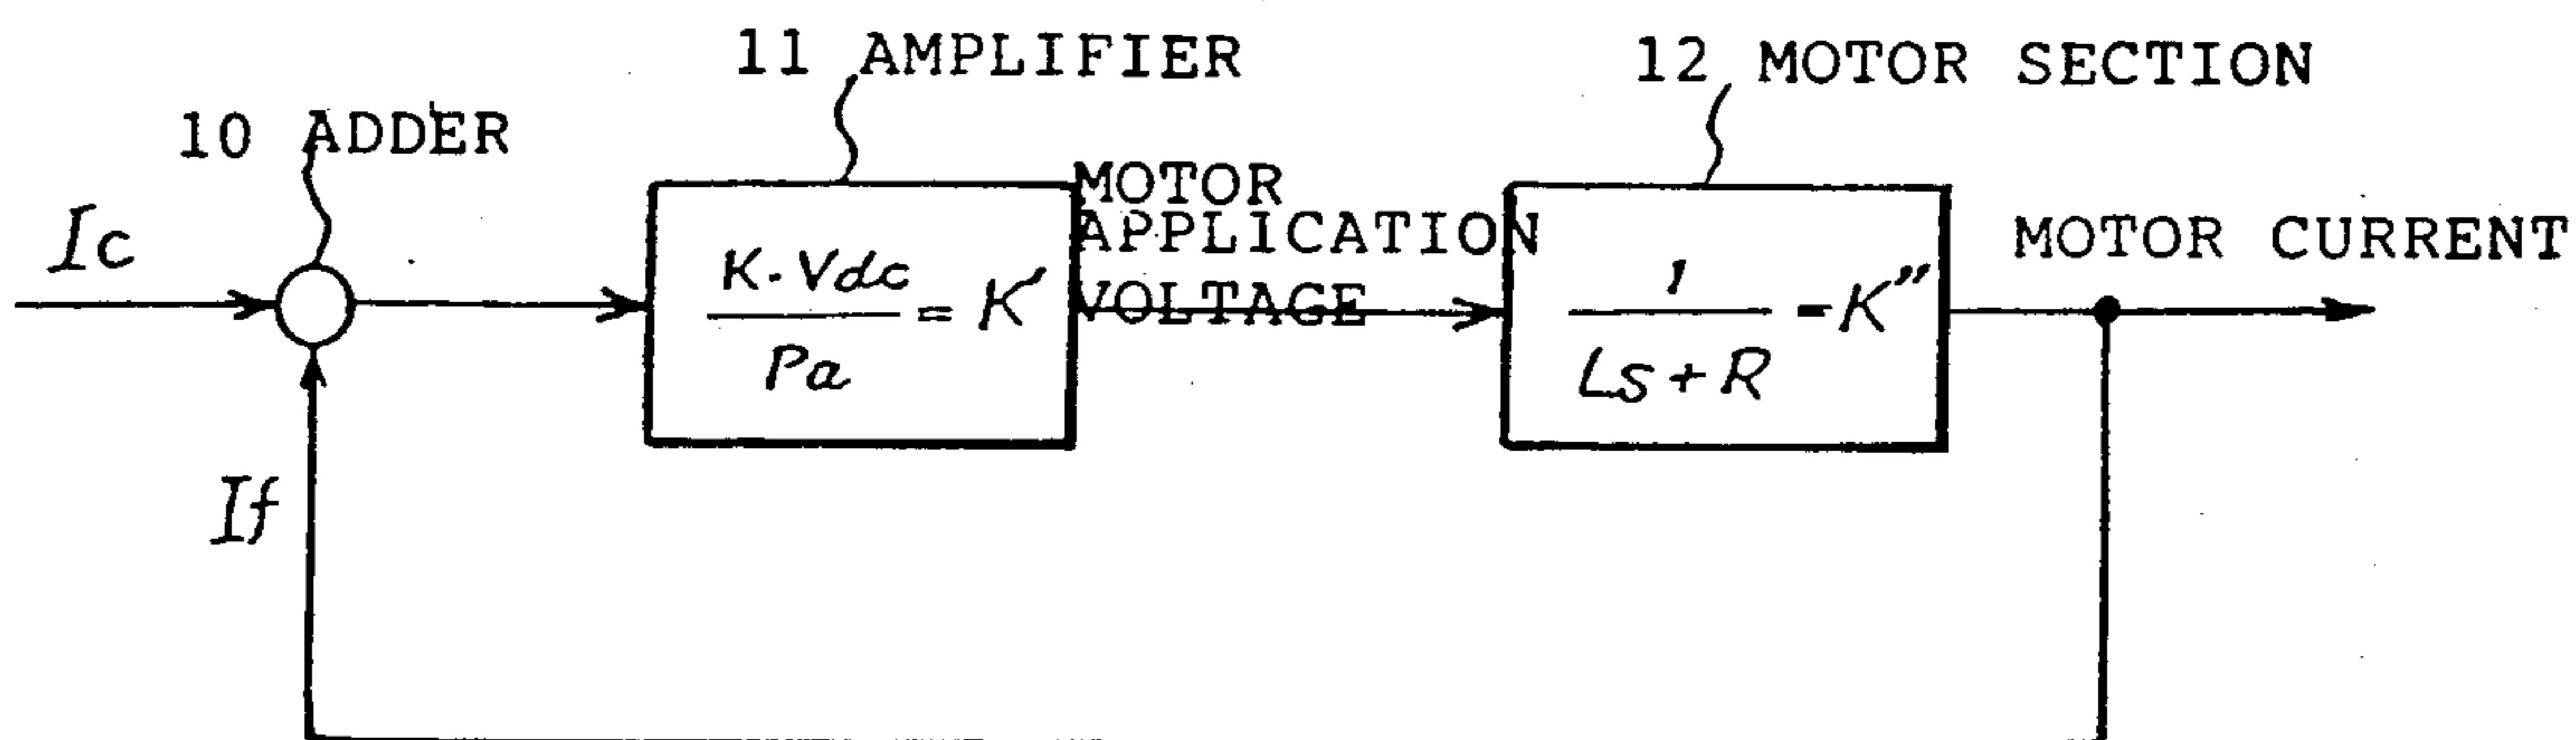 11 AMPLIFIER
12 MOTOR SECTION
10 ADDER
MOTOR
APPLICATION
VOLTAGE
MOTOR CURRENT
Ic
K·Vdc
Pa
= K'
1
Ls + R
= K"
If